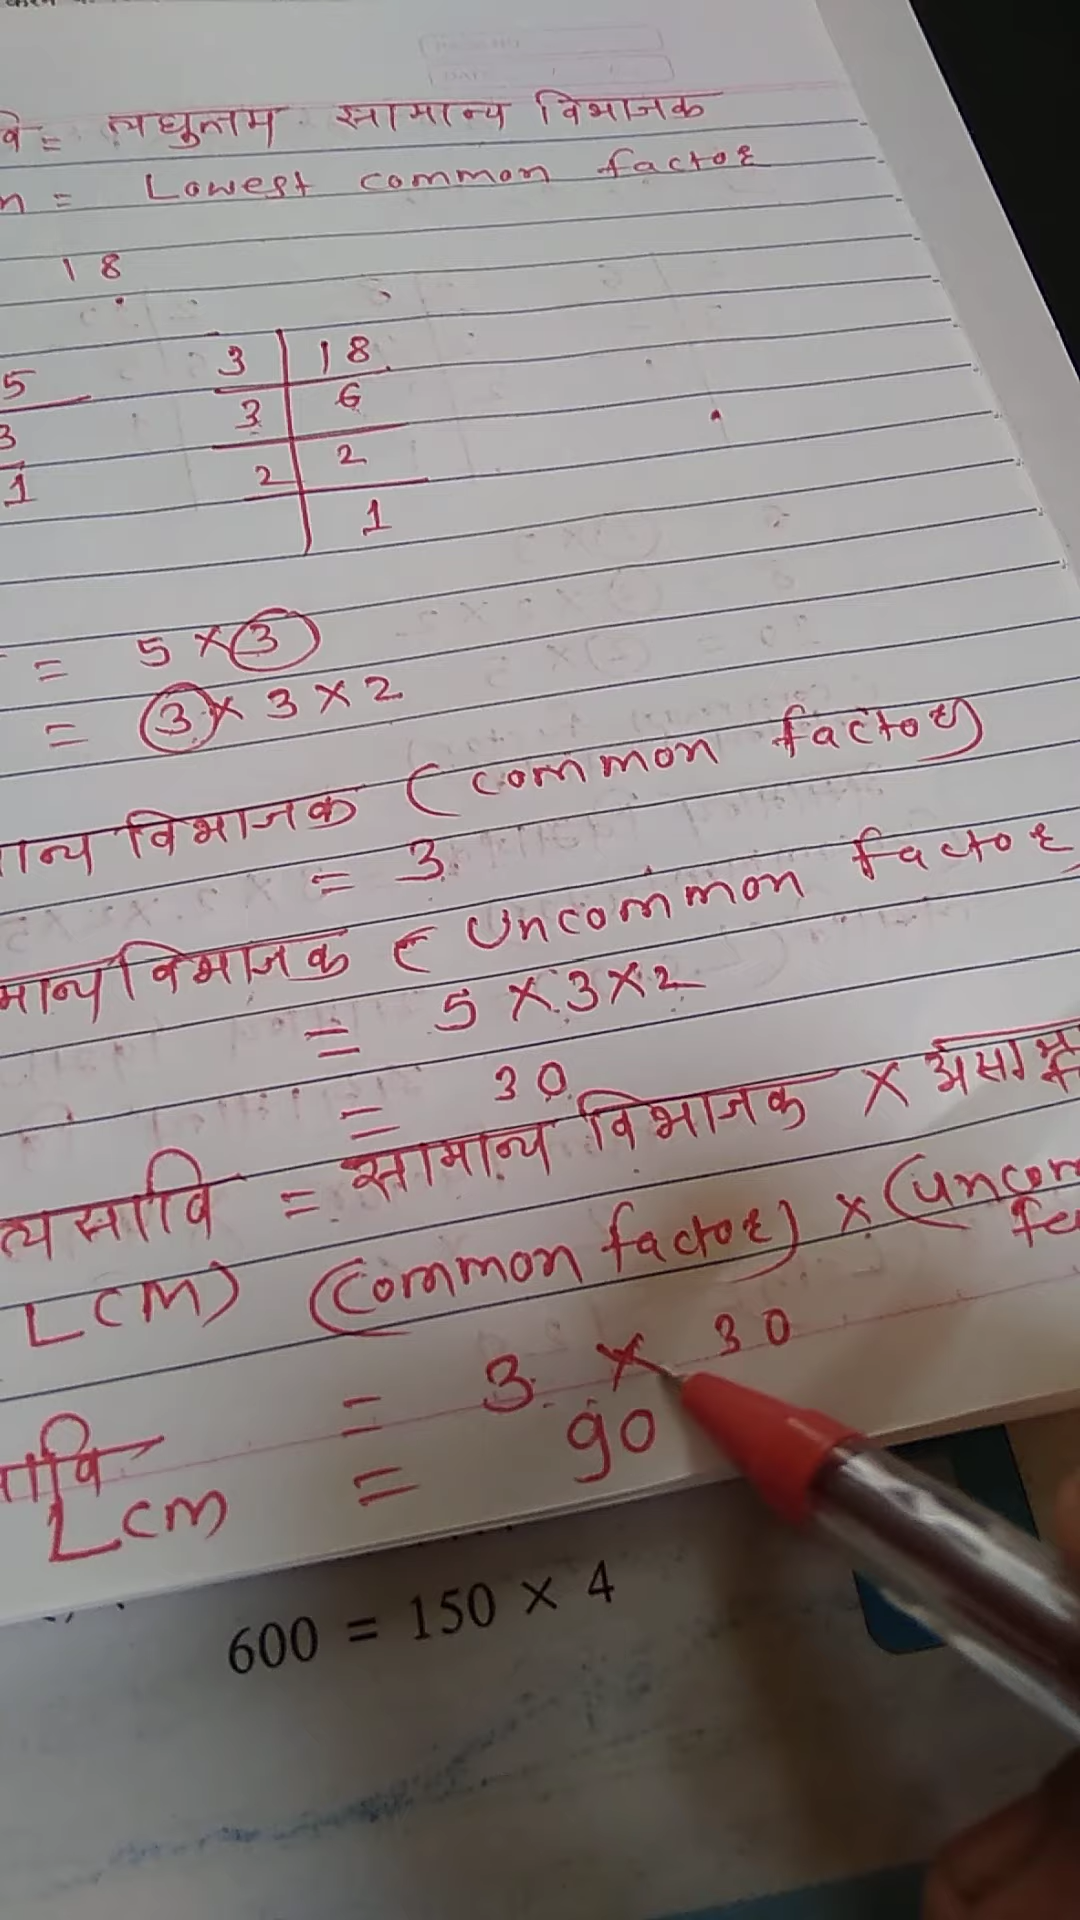 वि = लघुत्तम सामान्य विभाजक
m = Lowest common factor
18
5
3 18
3
3 6
1
2 2
1
= 5 × 3
= 3 × 3 × 2
मान्य विभाजक ( common factor)
= 3
मान्य विभाजक ( Uncommon factor
= 5 × 3 × 2
= 30
सामान्य विभाजक ×
सावि =
LCM) (common factor) × (uncom
= 3 × 30
ावि
LCM = 90
600 = 150 × 4